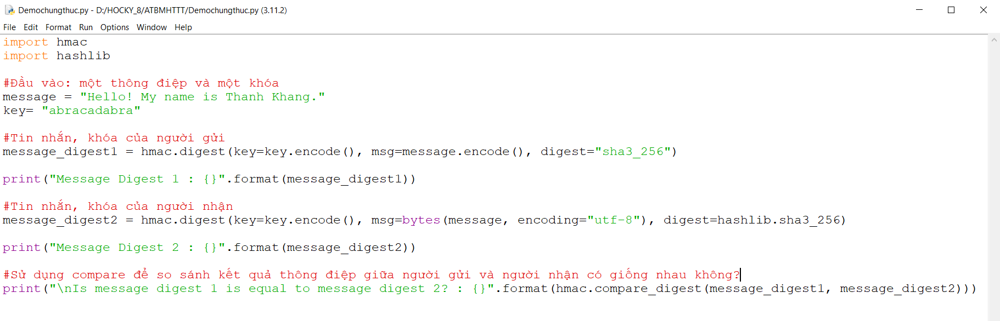 Demochungthuc.py - D:/HOCKY_8/ATBMHTTT/Demochungthuc.py (3.11.2)
File Edit Format Run Options Window Help
import hmac
import hashlib
#Đầu vào: một thông điệp và một khóa
message = "Hello! My name is Thanh Khang."
key= "abracadabra"
#Tin nhắn, khóa của người gửi
message_digest1 = hmac.digest(key=key.encode(), msg=message.encode(), digest="sha3_256")
print("Message Digest 1 : {}".format(message_digest1))
#Tin nhắn, khóa của người nhận
message_digest2 = hmac.digest(key=key.encode(), msg=bytes(message, encoding="utf-8"), digest=hashlib.sha3_256)
print("Message Digest 2 : {}".format(message_digest2))
#Sử dụng compare để so sánh kết quả thông điệp giữa người gửi và người nhận có giống nhau không?
print("\nIs message digest 1 is equal to message digest 2? : {}".format(hmac.compare_digest(message_digest1, message_digest2)))